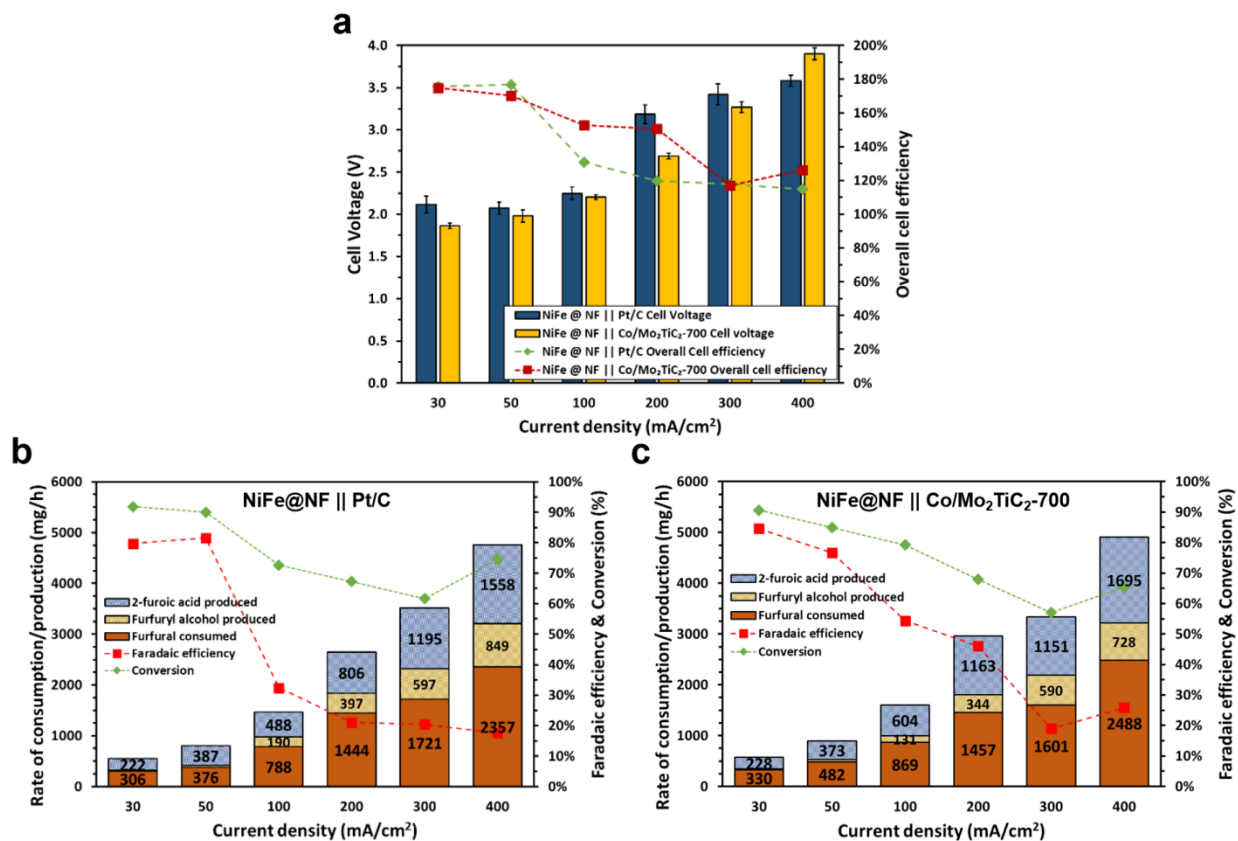 a
4.0
3.5
3.0
2.5
2.0
1.5
1.0
0.5
0.0
Cell Voltage (V)
200%
180%
160%
140%
120%
100%
80%
60%
40%
20%
0%
Overall cell efficiency
NiFe @ NF || Pt/C Cell Voltage
NiFe @ NF || Co/Mo₂TiC₂-700 Cell voltage
NiFe @ NF || Pt/C Overall Cell efficiency
NiFe @ NF || Co/Mo₂TiC₂-700 Overall cell efficiency
30 50 100 200 300 400
Current density (mA/cm²)
b
NiFe@NF || Pt/C
6000
5000
4000
3000
2000
1000
0
Rate of consumption/production (mg/h)
100%
90%
80%
70%
60%
50%
40%
30%
20%
10%
0%
Faradaic efficiency & Conversion (%)
2-furoic acid produced
Furfuryl alcohol produced
Furfural consumed
Faradaic efficiency
Conversion
222
306
387
376
488
190
788
806
397
1444
1195
597
1721
1558
849
2357
30 50 100 200 300 400
Current density (mA/cm²)
c
NiFe@NF || Co/Mo₂TiC₂-700
6000
5000
4000
3000
2000
1000
0
Rate of consumption/production (mg/h)
100%
90%
80%
70%
60%
50%
40%
30%
20%
10%
0%
Faradaic efficiency & Conversion (%)
2-furoic acid produced
Furfuryl alcohol produced
Furfural consumed
Faradaic efficiency
Conversion
228
330
373
482
604
131
869
1163
344
1457
1151
590
1601
1695
728
2488
30 50 100 200 300 400
Current density (mA/cm²)